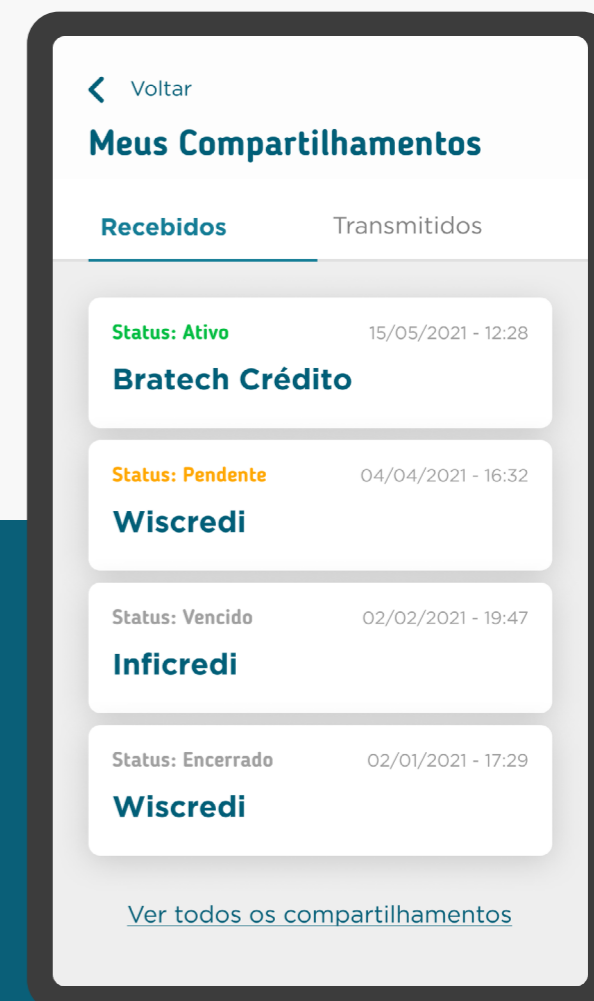 Voltar
Meus Compartilhamentos
Recebidos Transmitidos
Status: Ativo 15/05/2021 - 12:28
Bratech Crédito
Status: Pendente 04/04/2021 - 16:32
Wiscredi
Status: Vencido 02/02/2021 - 19:47
Inficredi
Status: Encerrado 02/01/2021 - 17:29
Wiscredi
Ver todos os compartilhamentos